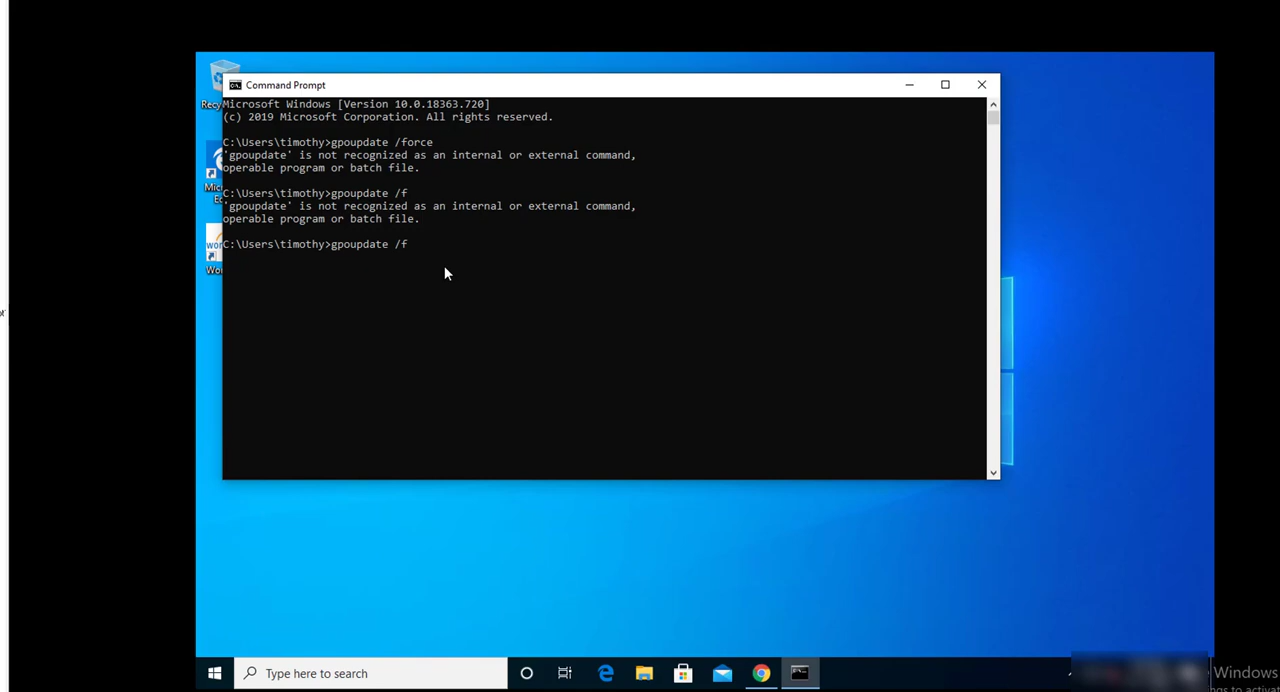 Command Prompt
Microsoft Windows [Version 10.0.18363.720]
(c) 2019 Microsoft Corporation. All rights reserved.
C:\Users\timothy>gpoupdate /force
'gpoupdate' is not recognized as an internal or external command,
operable program or batch file.
C:\Users\timothy>gpoupdate /f
'gpoupdate' is not recognized as an internal or external command,
operable program or batch file.
C:\Users\timothy>gpoupdate /f
Recy
Mic
Wor
Type here to search
Windows